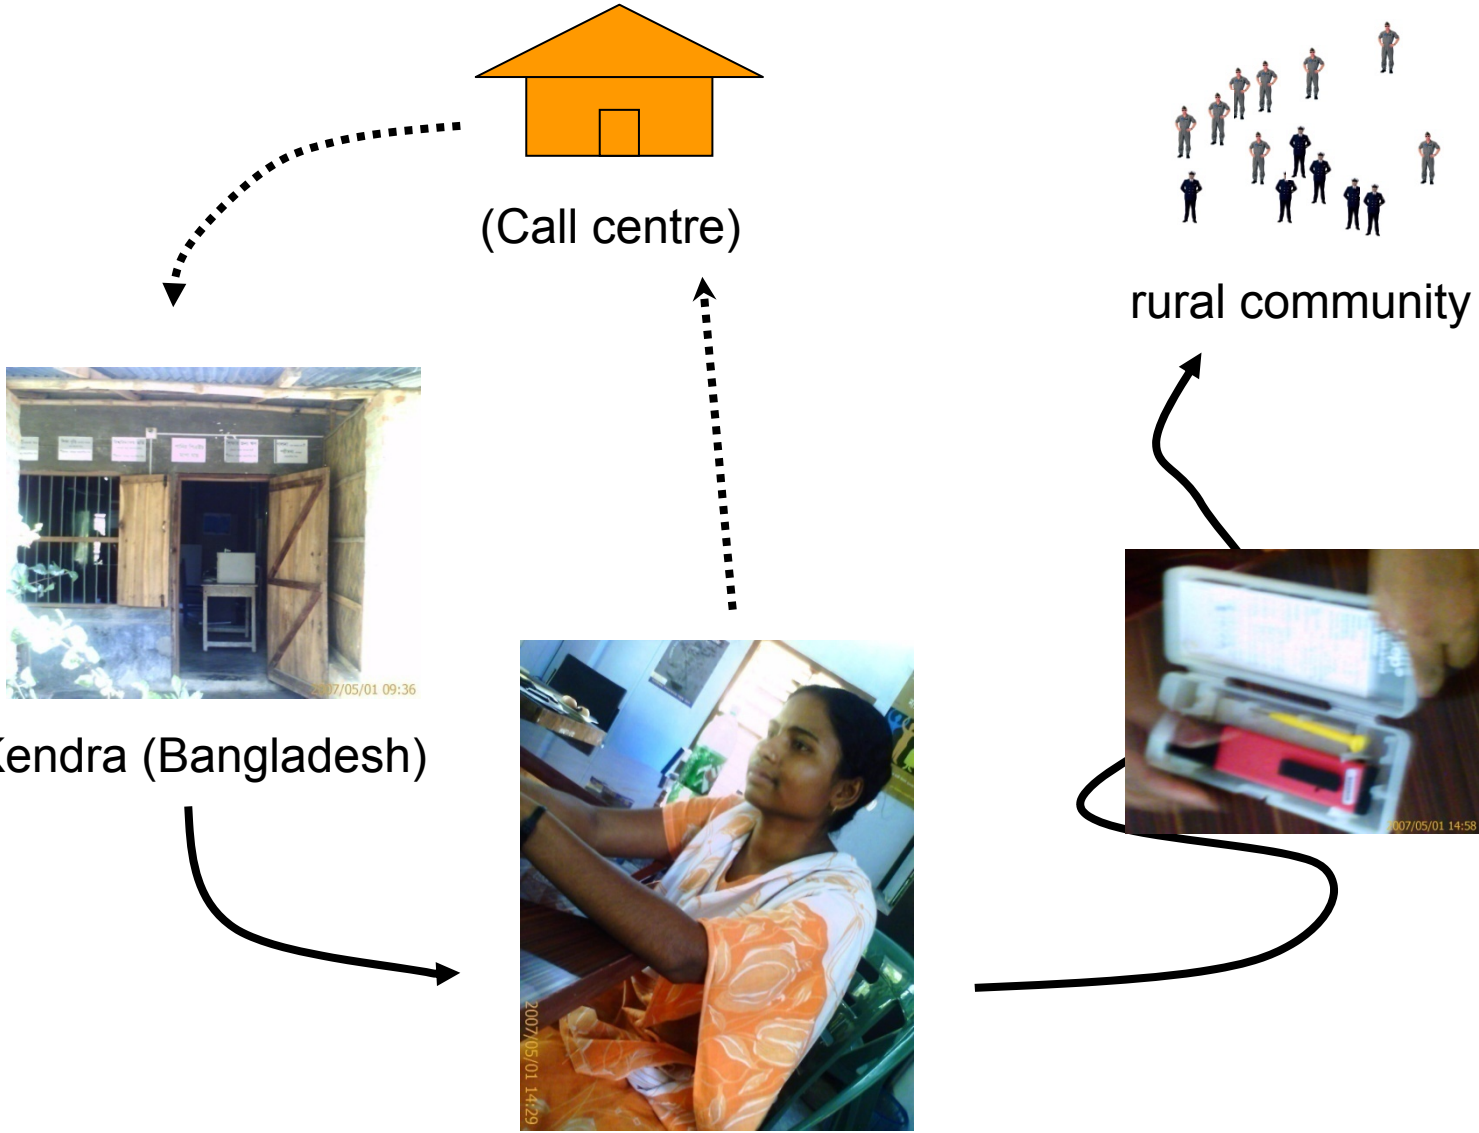 (Call centre)
rural community
2007/05/01 09:36
Kendra (Bangladesh)
2007/05/01 14:58
2007/05/01 14:29